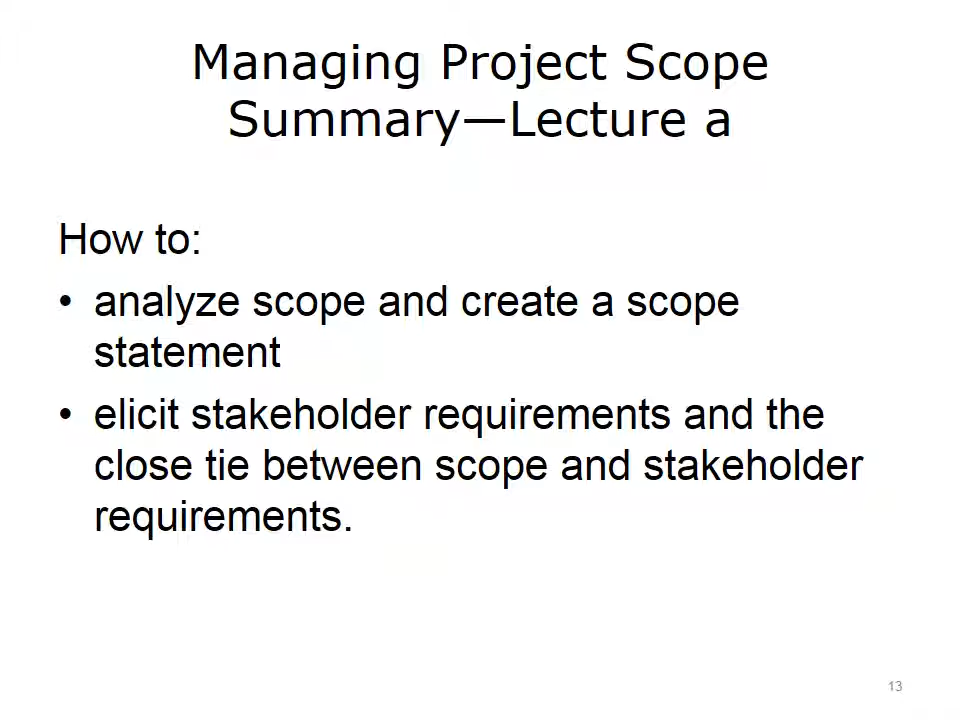 Managing Project Scope
Summary—Lecture a
How to:
• analyze scope and create a scope
statement
• elicit stakeholder requirements and the
close tie between scope and stakeholder
requirements.
13